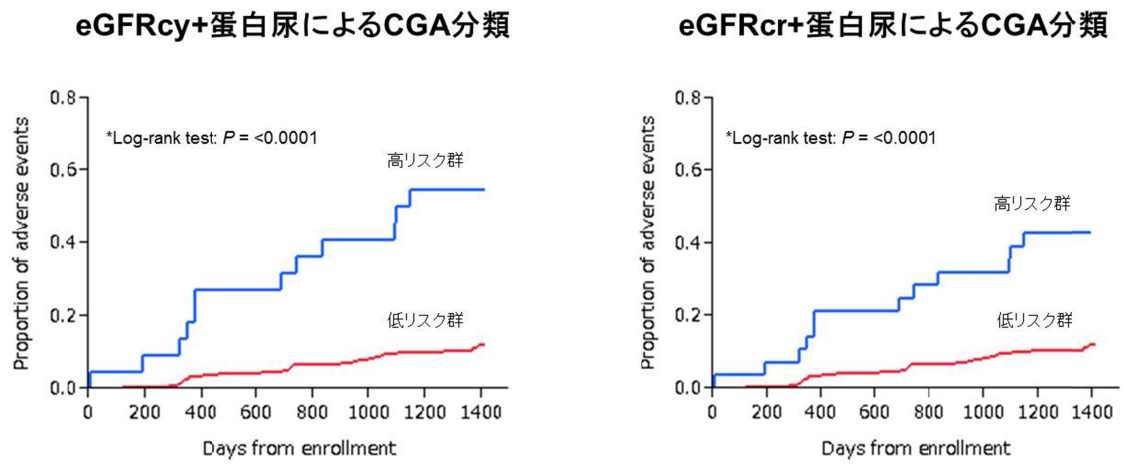 eGFRcy+蛋白尿によるCGA分類
0.8
0.6
0.4
0.2
0.0
Proportion of adverse events
*Log-rank test: P = <0.0001
高リスク群
低リスク群
0 200 400 600 800 1000 1200 1400
Days from enrollment
eGFRcr+蛋白尿によるCGA分類
0.8
0.6
0.4
0.2
0.0
Proportion of adverse events
*Log-rank test: P = <0.0001
高リスク群
低リスク群
0 200 400 600 800 1000 1200 1400
Days from enrollment